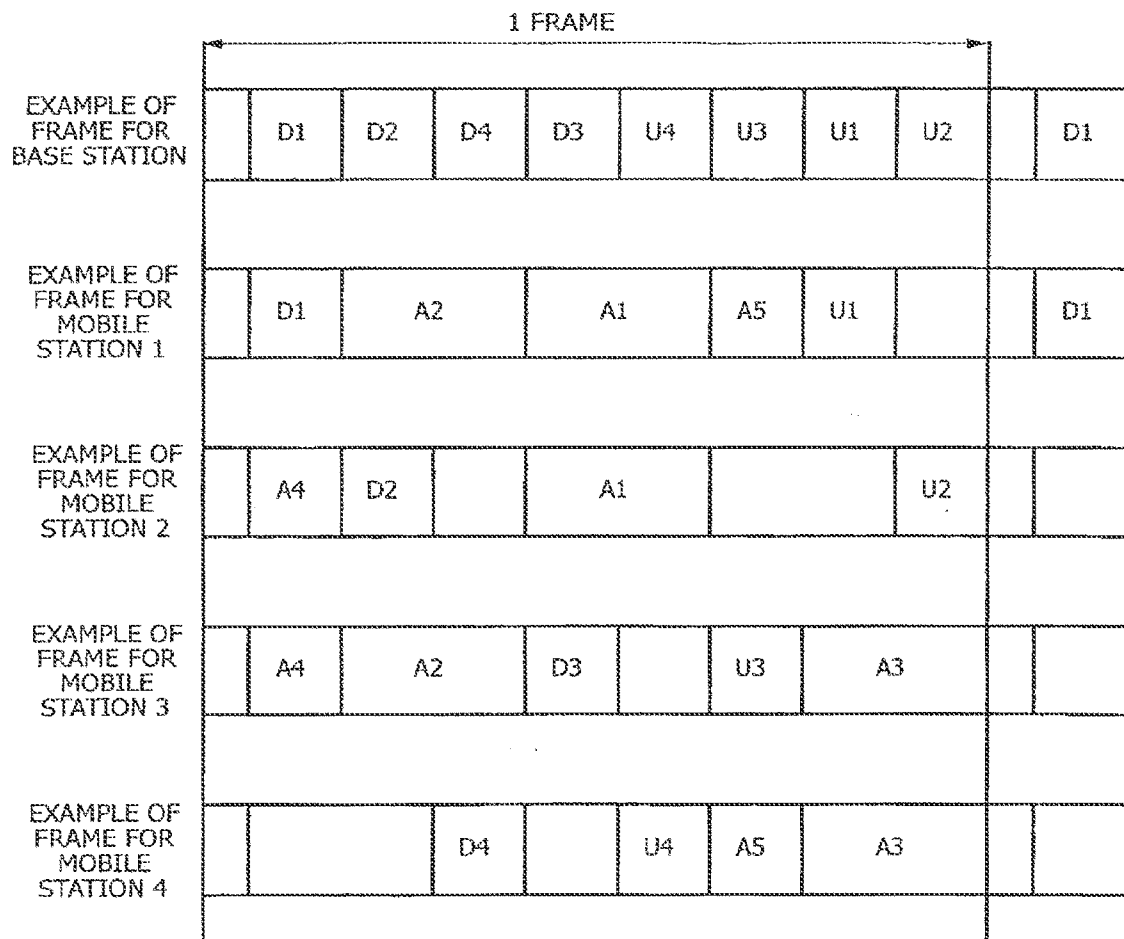 1 FRAME
EXAMPLE OF
FRAME FOR
BASE STATION
D1 D2 D4 D3 U4 U3 U1 U2 D1
EXAMPLE OF
FRAME FOR
MOBILE
STATION 1
D1 A2 A1 A5 U1 D1
EXAMPLE OF
FRAME FOR
MOBILE
STATION 2
A4 D2 A1 U2
EXAMPLE OF
FRAME FOR
MOBILE
STATION 3
A4 A2 D3 U3 A3
EXAMPLE OF
FRAME FOR
MOBILE
STATION 4
D4 U4 A5 A3